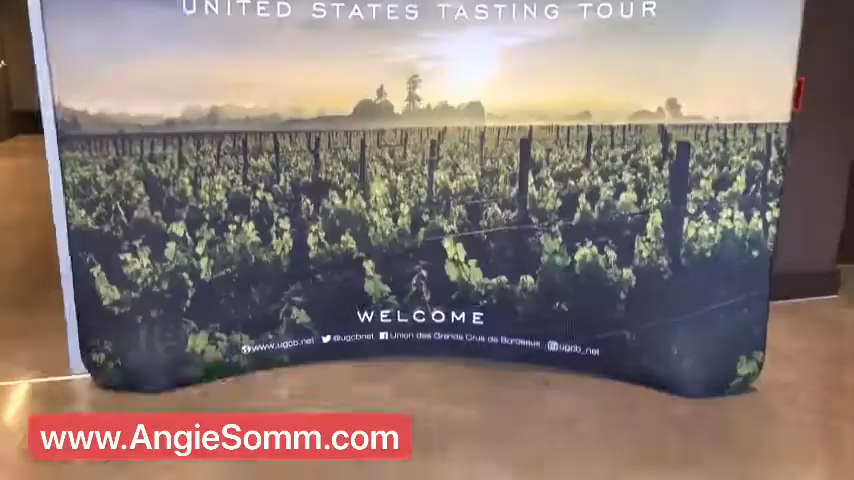 UNITED STATES TASTING TOUR
WELCOME
www.ugcb.net @ugcbnet Union des Grands Crus de Bordeaux ugcb_net
www.AngieSomm.com